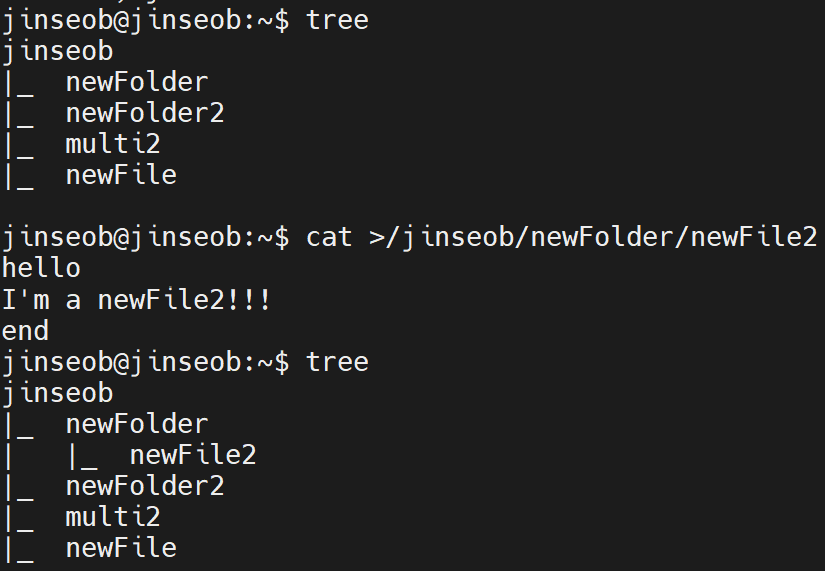 jinseob@jinseob:~$ tree
jinseob
|_  newFolder
|_  newFolder2
|_  multi2
|_  newFile

jinseob@jinseob:~$ cat >/jinseob/newFolder/newFile2
hello
I'm a newFile2!!!
end
jinseob@jinseob:~$ tree
jinseob
|_  newFolder
|   |_  newFile2
|_  newFolder2
|_  multi2
|_  newFile